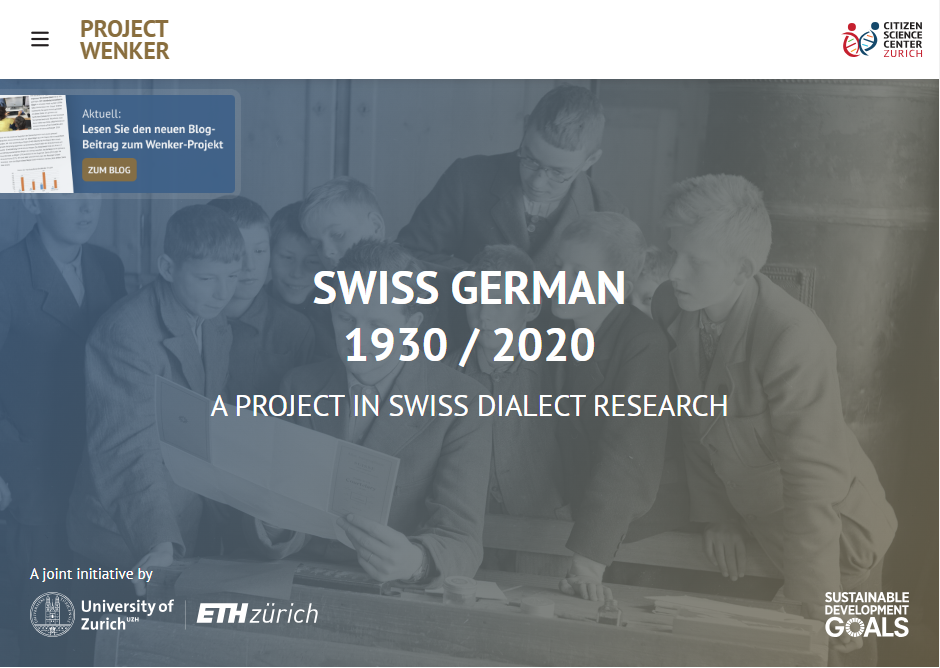 PROJECT
WENKER
CITIZEN
SCIENCE
CENTER
ZURICH
Aktuell:
Lesen Sie den neuen Blog-
Beitrag zum Wenker-Projekt
ZUM BLOG
SWISS GERMAN
1930 / 2020
A PROJECT IN SWISS DIALECT RESEARCH
A joint initiative by
University of
Zurich UZH
ETH zürich
SUSTAINABLE
DEVELOPMENT
GOALS